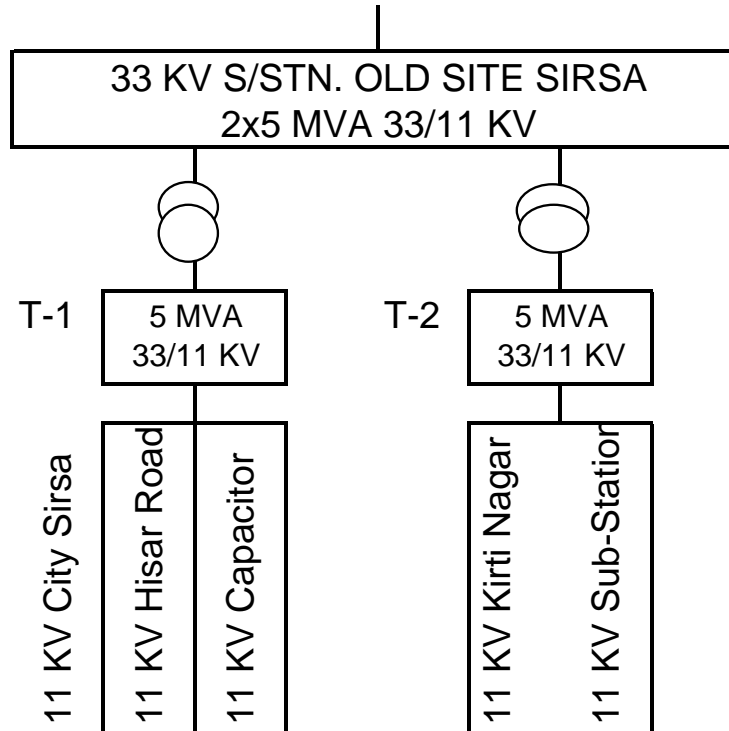 33 KV S/STN. OLD SITE SIRSA
2x5 MVA 33/11 KV
T-1
5 MVA
33/11 KV
T-2
5 MVA
33/11 KV
11 KV City Sirsa
11 KV Hisar Road
11 KV Capacitor
11 KV Kirti Nagar
11 KV Sub-Station